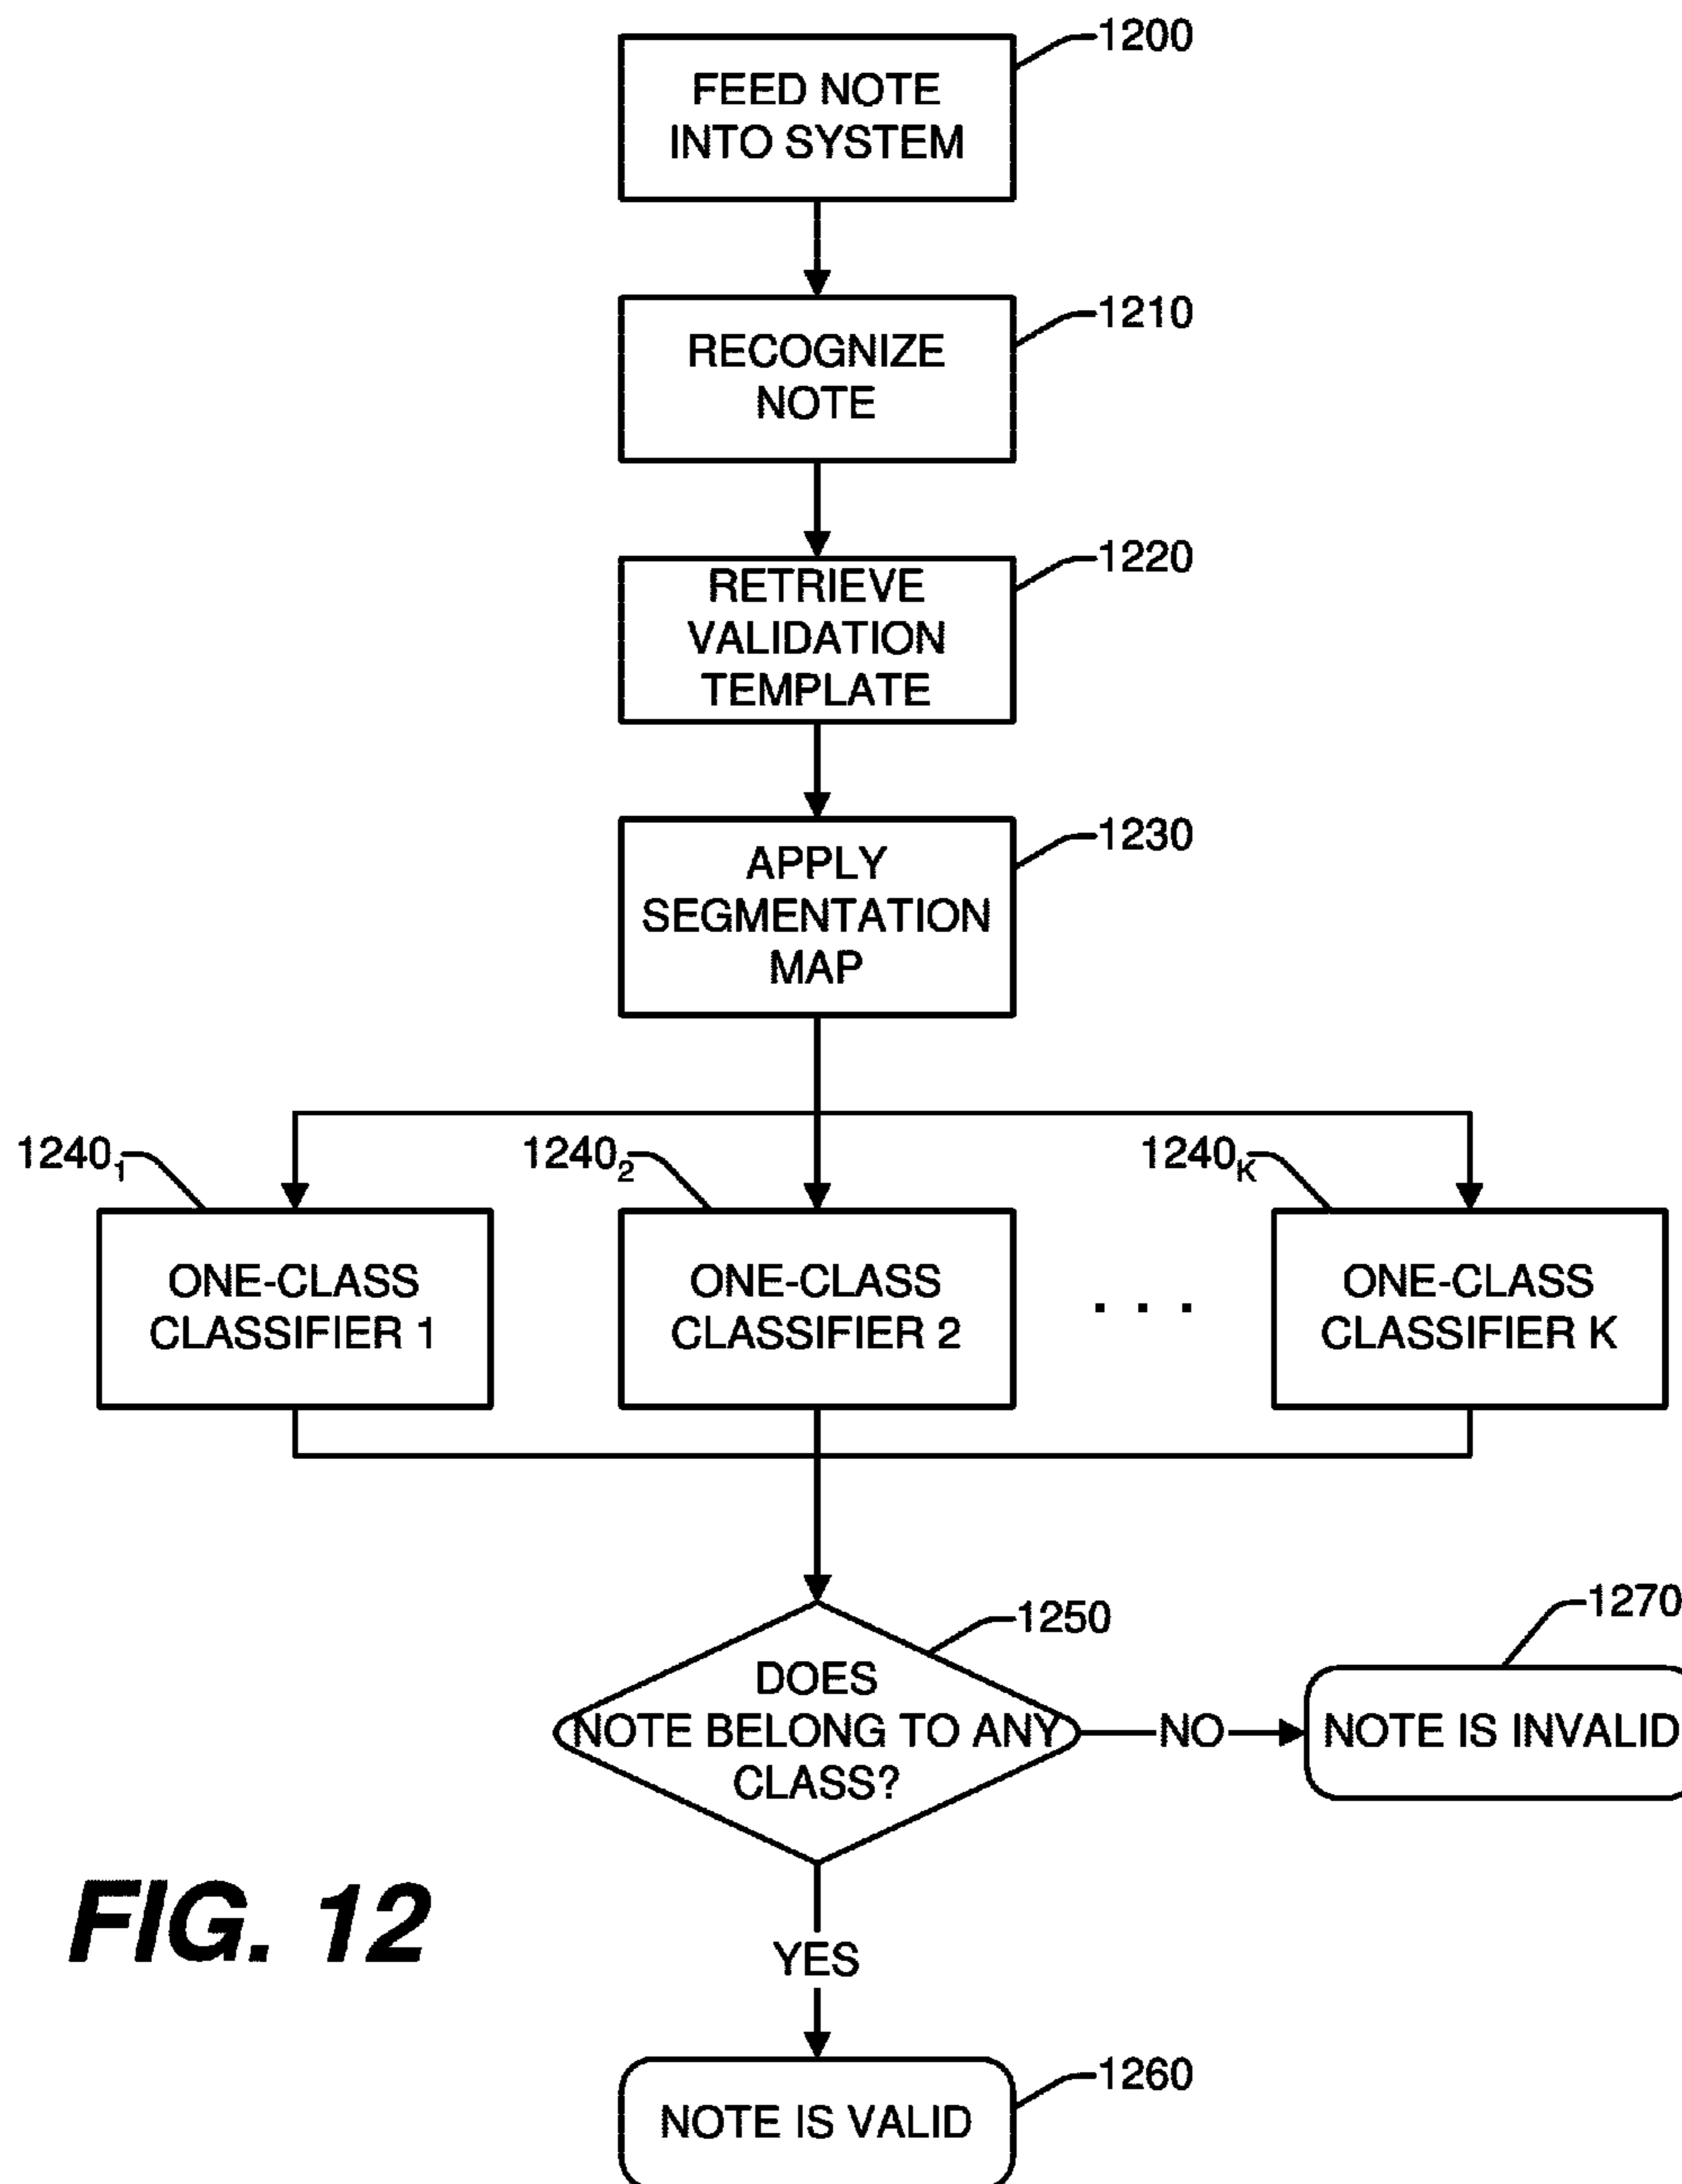 1200
FEED NOTE
INTO SYSTEM
1210
RECOGNIZE
NOTE
1220
RETRIEVE
VALIDATION
TEMPLATE
1230
APPLY
SEGMENTATION
MAP
1240₁
1240₂
1240ₖ
ONE-CLASS
CLASSIFIER 1
ONE-CLASS
CLASSIFIER 2
. . .
ONE-CLASS
CLASSIFIER K
1250
DOES
NOTE BELONG TO ANY
CLASS?
NO
1270
NOTE IS INVALID
YES
1260
NOTE IS VALID
FIG. 12